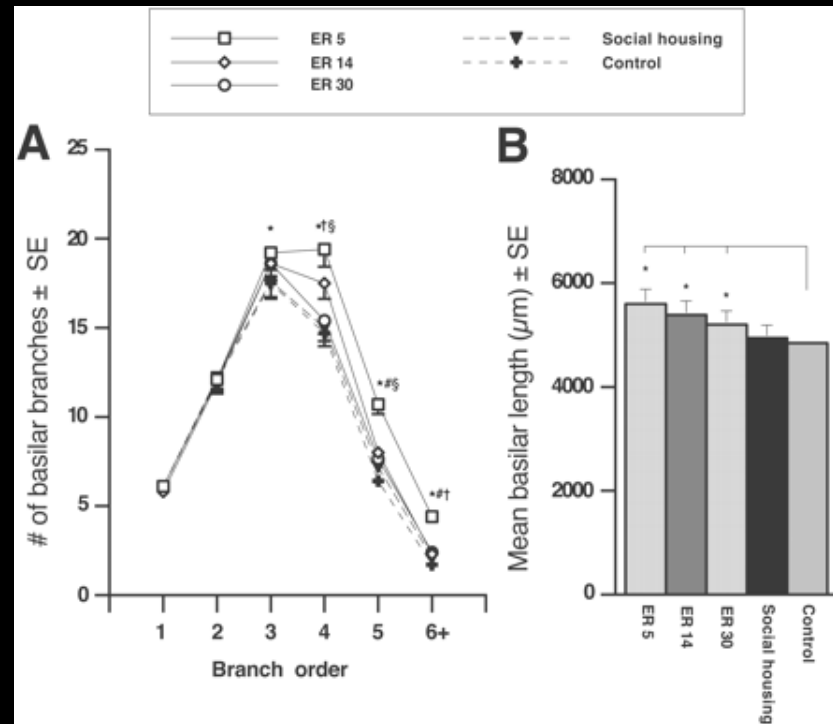 ER 5
ER 14
ER 30
Social housing
Control
A
# of basilar branches ± SE
25
20
15
10
5
0
*
*†§
*#§
*#†
1 2 3 4 5 6+
Branch order
B
Mean basilar length (µm) ± SE
8000
6000
4000
2000
0
* * *
ER 5
ER 14
ER 30
Social housing
Control